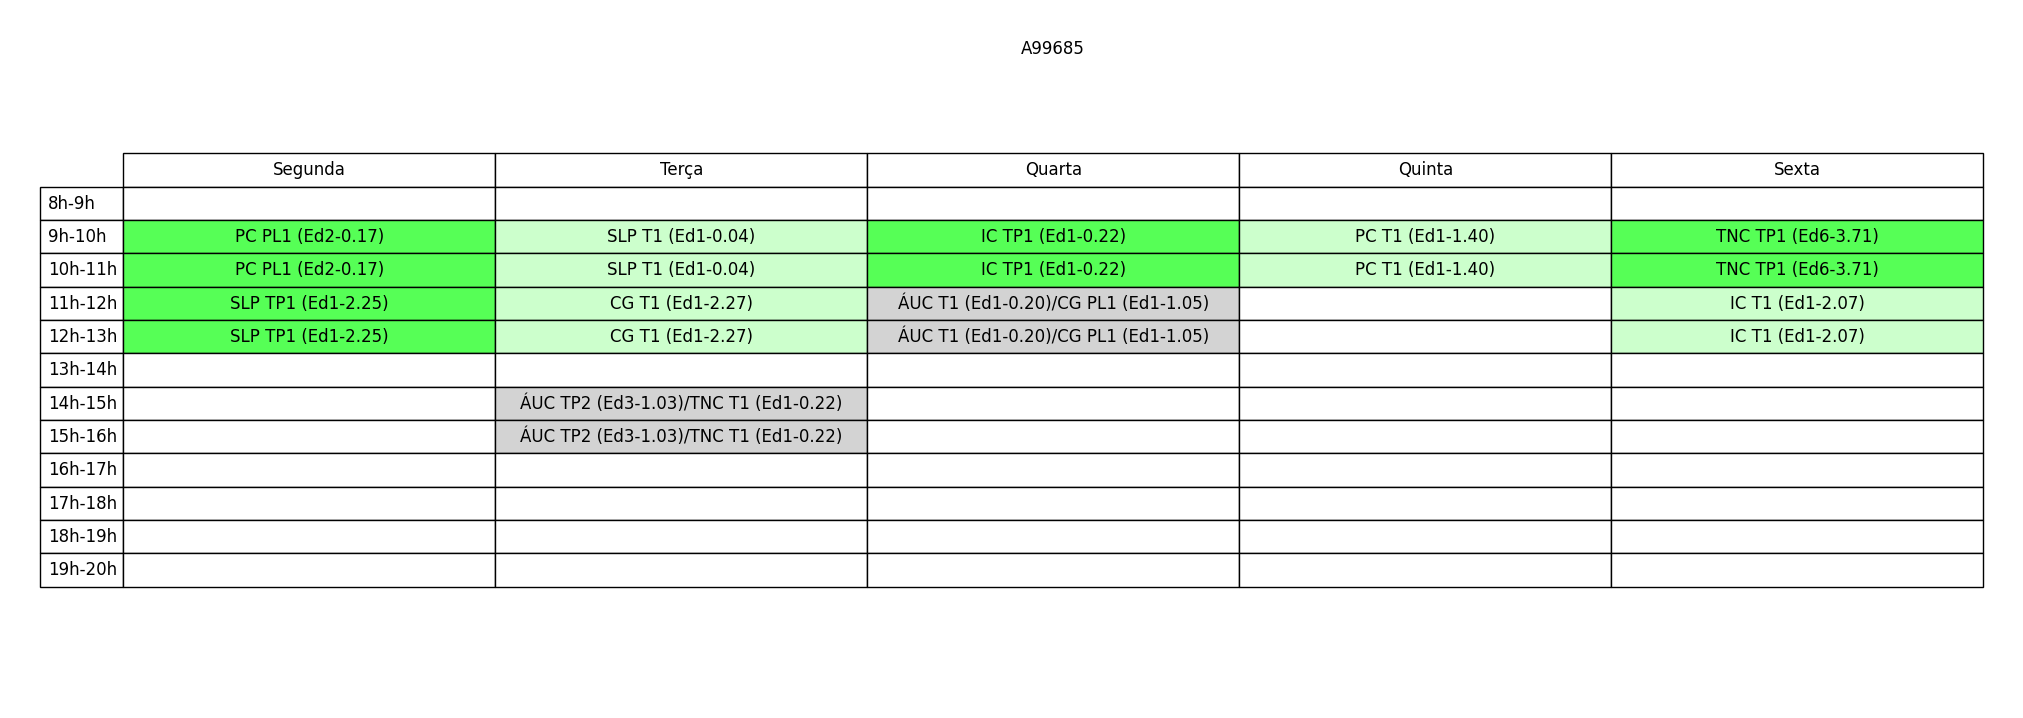 A99685
Segunda Terça Quarta Quinta Sexta
8h-9h
9h-10h PC PL1 (Ed2-0.17) SLP T1 (Ed1-0.04) IC TP1 (Ed1-0.22) PC T1 (Ed1-1.40) TNC TP1 (Ed6-3.71)
10h-11h PC PL1 (Ed2-0.17) SLP T1 (Ed1-0.04) IC TP1 (Ed1-0.22) PC T1 (Ed1-1.40) TNC TP1 (Ed6-3.71)
11h-12h SLP TP1 (Ed1-2.25) CG T1 (Ed1-2.27) ÁUC T1 (Ed1-0.20)/CG PL1 (Ed1-1.05) IC T1 (Ed1-2.07)
12h-13h SLP TP1 (Ed1-2.25) CG T1 (Ed1-2.27) ÁUC T1 (Ed1-0.20)/CG PL1 (Ed1-1.05) IC T1 (Ed1-2.07)
13h-14h
14h-15h ÁUC TP2 (Ed3-1.03)/TNC T1 (Ed1-0.22)
15h-16h ÁUC TP2 (Ed3-1.03)/TNC T1 (Ed1-0.22)
16h-17h
17h-18h
18h-19h
19h-20h